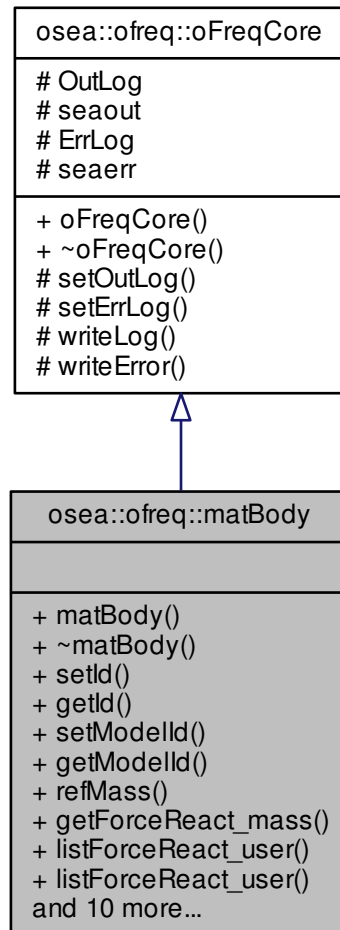 osea::ofreq::oFreqCore
# OutLog
# seaout
# ErrLog
# seaerr
+ oFreqCore()
+ ~oFreqCore()
# setOutLog()
# setErrLog()
# writeLog()
# writeError()
osea::ofreq::matBody
+ matBody()
+ ~matBody()
+ setId()
+ getId()
+ setModelId()
+ getModelId()
+ refMass()
+ getForceReact_mass()
+ listForceReact_user()
+ listForceReact_user()
and 10 more...